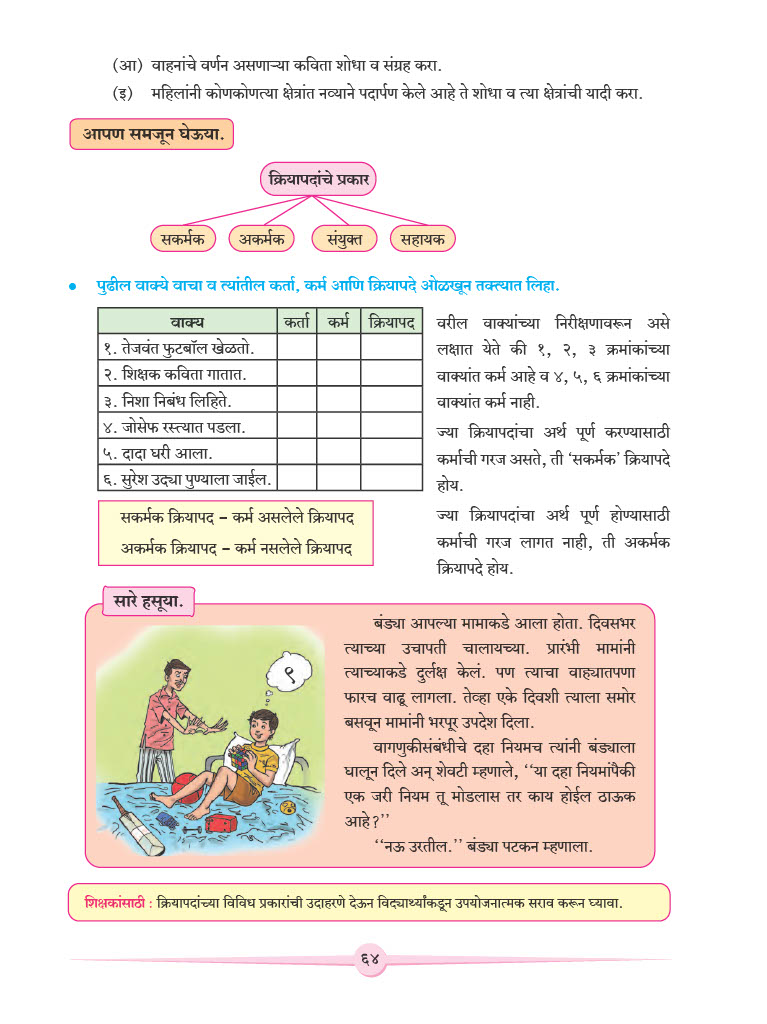 (आ) वाहनांचे वर्णन असणाऱ्या कविता शोधा व संग्रह करा.
(इ) महिलांनी कोणकोणत्या क्षेत्रांत नव्याने पदार्पण केले आहे ते शोधा व त्या क्षेत्रांची यादी करा.
आपण समजून घेऊया.
क्रियापदांचे प्रकार
सकर्मक अकर्मक संयुक्त सहायक
• पुढील वाक्ये वाचा व त्यांतील कर्ता, कर्म आणि क्रियापदे ओळखून तक्त्यात लिहा.
वाक्य कर्ता कर्म क्रियापद
१. तेजवंत फुटबॉल खेळतो.
२. शिक्षक कविता गातात.
३. निशा निबंध लिहिते.
४. जोसेफ रस्त्यात पडला.
५. दादा घरी आला.
६. सुरेश उद्या पुण्याला जाईल.
सकर्मक क्रियापद – कर्म असलेले क्रियापद
अकर्मक क्रियापद – कर्म नसलेले क्रियापद
वरील वाक्यांच्या निरीक्षणावरून असे
लक्षात येते की १, २, ३ क्रमांकांच्या
वाक्यांत कर्म आहे व ४, ५, ६ क्रमांकांच्या
वाक्यांत कर्म नाही.
ज्या क्रियापदांचा अर्थ पूर्ण करण्यासाठी
कर्माची गरज असते, ती ‘सकर्मक’ क्रियापदे
होय.
ज्या क्रियापदांचा अर्थ पूर्ण होण्यासाठी
कर्माची गरज लागत नाही, ती अकर्मक
क्रियापदे होय.
सारे हसूया.
९
बंड्या आपल्या मामाकडे आला होता. दिवसभर
त्याच्या उचापती चालायच्या. प्रारंभी मामांनी
त्याच्याकडे दुर्लक्ष केलं. पण त्याचा वाह्यातपणा
फारच वाढू लागला. तेव्हा एके दिवशी त्याला समोर
बसवून मामांनी भरपूर उपदेश दिला.
वागणुकीसंबंधीचे दहा नियमच त्यांनी बंड्याला
घालून दिले अन् शेवटी म्हणाले, ‘‘या दहा नियमांपैकी
एक जरी नियम तू मोडलास तर काय होईल ठाऊक
आहे?’’
‘‘नऊ उरतील.’’ बंड्या पटकन म्हणाला.
शिक्षकांसाठी : क्रियापदांच्या विविध प्रकारांची उदाहरणे देऊन विद्यार्थ्यांकडून उपयोजनात्मक सराव करून घ्यावा.
६४